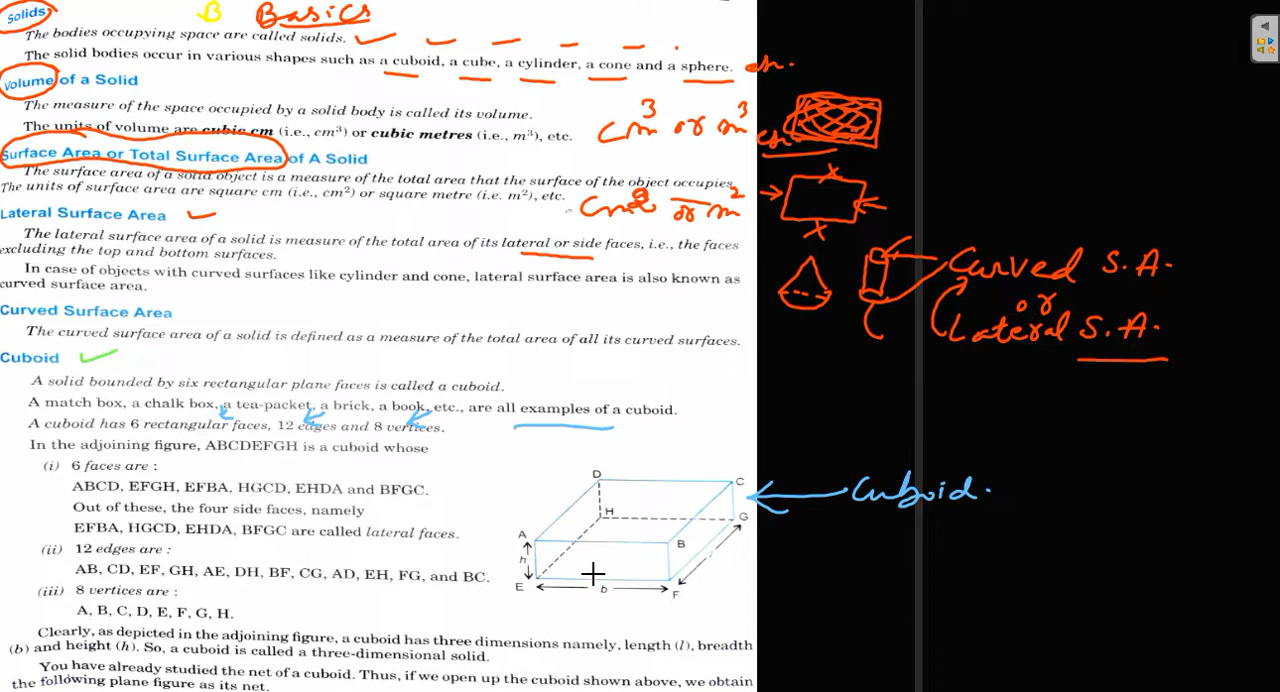 Solids
B Basics
The bodies occupying space are called solids.
The solid bodies occur in various shapes such as a cuboid, a cube, a cylinder, a cone and a sphere.
Volume of a Solid
The measure of the space occupied by a solid body is called its volume.
The units of volume are cubic cm (i.e., cm³) or cubic metres (i.e., m³), etc.
cm³ or m³
Surface Area or Total Surface Area of A Solid
The surface area of a solid object is a measure of the total area that the surface of the object occupies.
The units of surface area are square cm (i.e., cm²) or square metre (i.e. m²), etc.
or m²
Lateral Surface Area
The lateral surface area of a solid is measure of the total area of its lateral or side faces, i.e., the faces
excluding the top and bottom surfaces.
In case of objects with curved surfaces like cylinder and cone, lateral surface area is also known as
curved surface area.
Curved S.A.
or
Lateral S.A.
Curved Surface Area
The curved surface area of a solid is defined as a measure of the total area of all its curved surfaces.
Cuboid
A solid bounded by six rectangular plane faces is called a cuboid.
A match box, a chalk box, a tea-packet, a brick, a book, etc., are all examples of a cuboid.
A cuboid has 6 rectangular faces, 12 edges and 8 vertices.
In the adjoining figure, ABCDEFGH is a cuboid whose
(i) 6 faces are :
ABCD, EFGH, EFBA, HGCD, EHDA and BFGC.
Out of these, the four side faces, namely
EFBA, HGCD, EHDA, BFGC are called lateral faces.
(ii) 12 edges are :
AB, CD, EF, GH, AE, DH, BF, CG, AD, EH, FG, and BC.
(iii) 8 vertices are :
A, B, C, D, E, F, G, H.
D
C
H
G
A
B
h
E
b
F
l
Cuboid.
Clearly, as depicted in the adjoining figure, a cuboid has three dimensions namely, length (l), breadth
(b) and height (h). So, a cuboid is called a three-dimensional solid.
You have already studied the net of a cuboid. Thus, if we open up the cuboid shown above, we obtain
the following plane figure as its net.